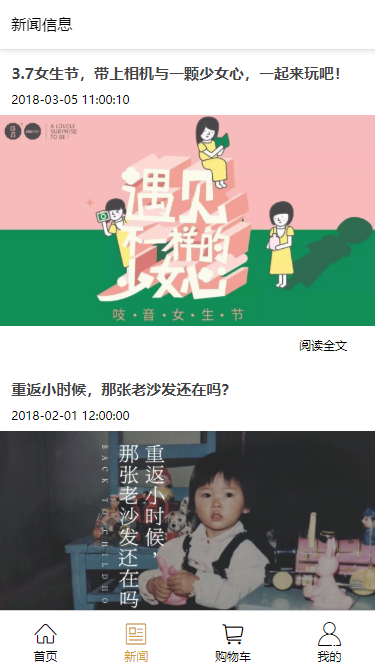 新闻信息
3.7女生节，带上相机与一颗少女心，一起来玩吧！
2018-03-05 11:00:10
A LOVELY
SURPRISE
TO BE !
遇见
不一样的
少女心
吱·音·女·生·节
阅读全文
重返小时候，那张老沙发还在吗？
2018-02-01 12:00:00
重返小时候，
那张老沙发还在吗
BACK TO CHILDHO
首页
新闻
购物车
我的